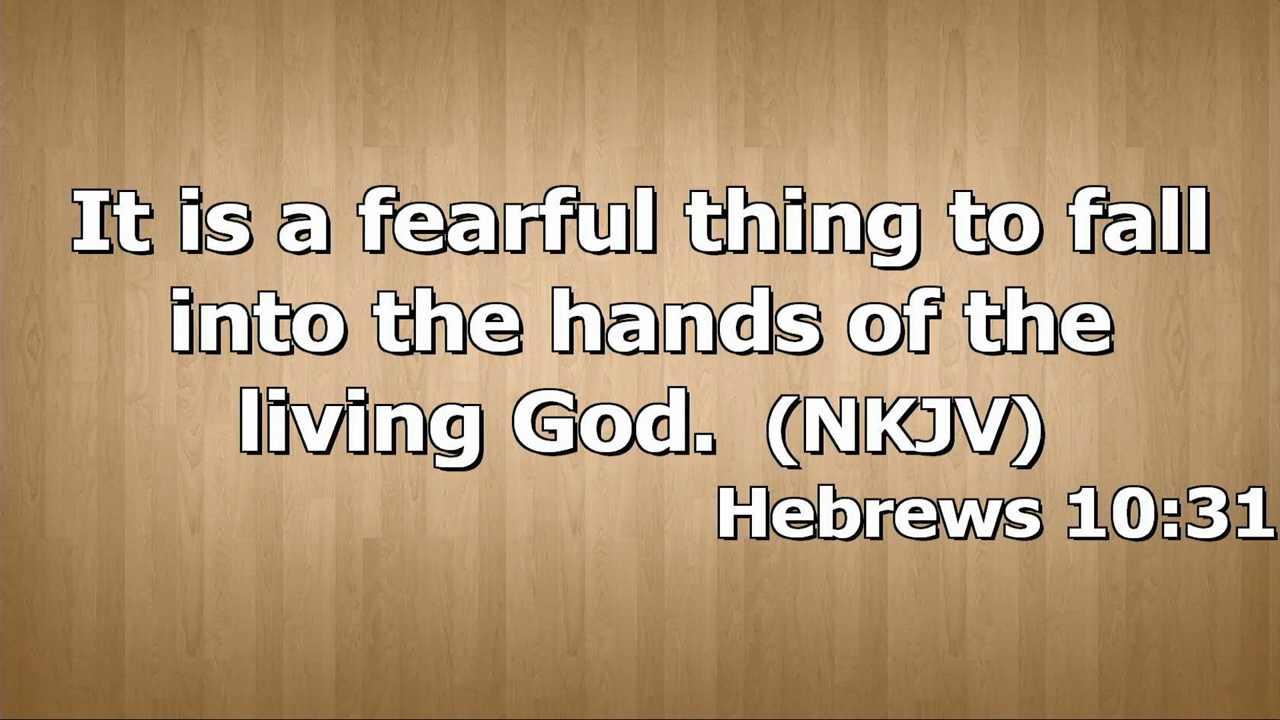 It is a fearful thing to fall
into the hands of the
living God.  (NKJV)
Hebrews 10:31